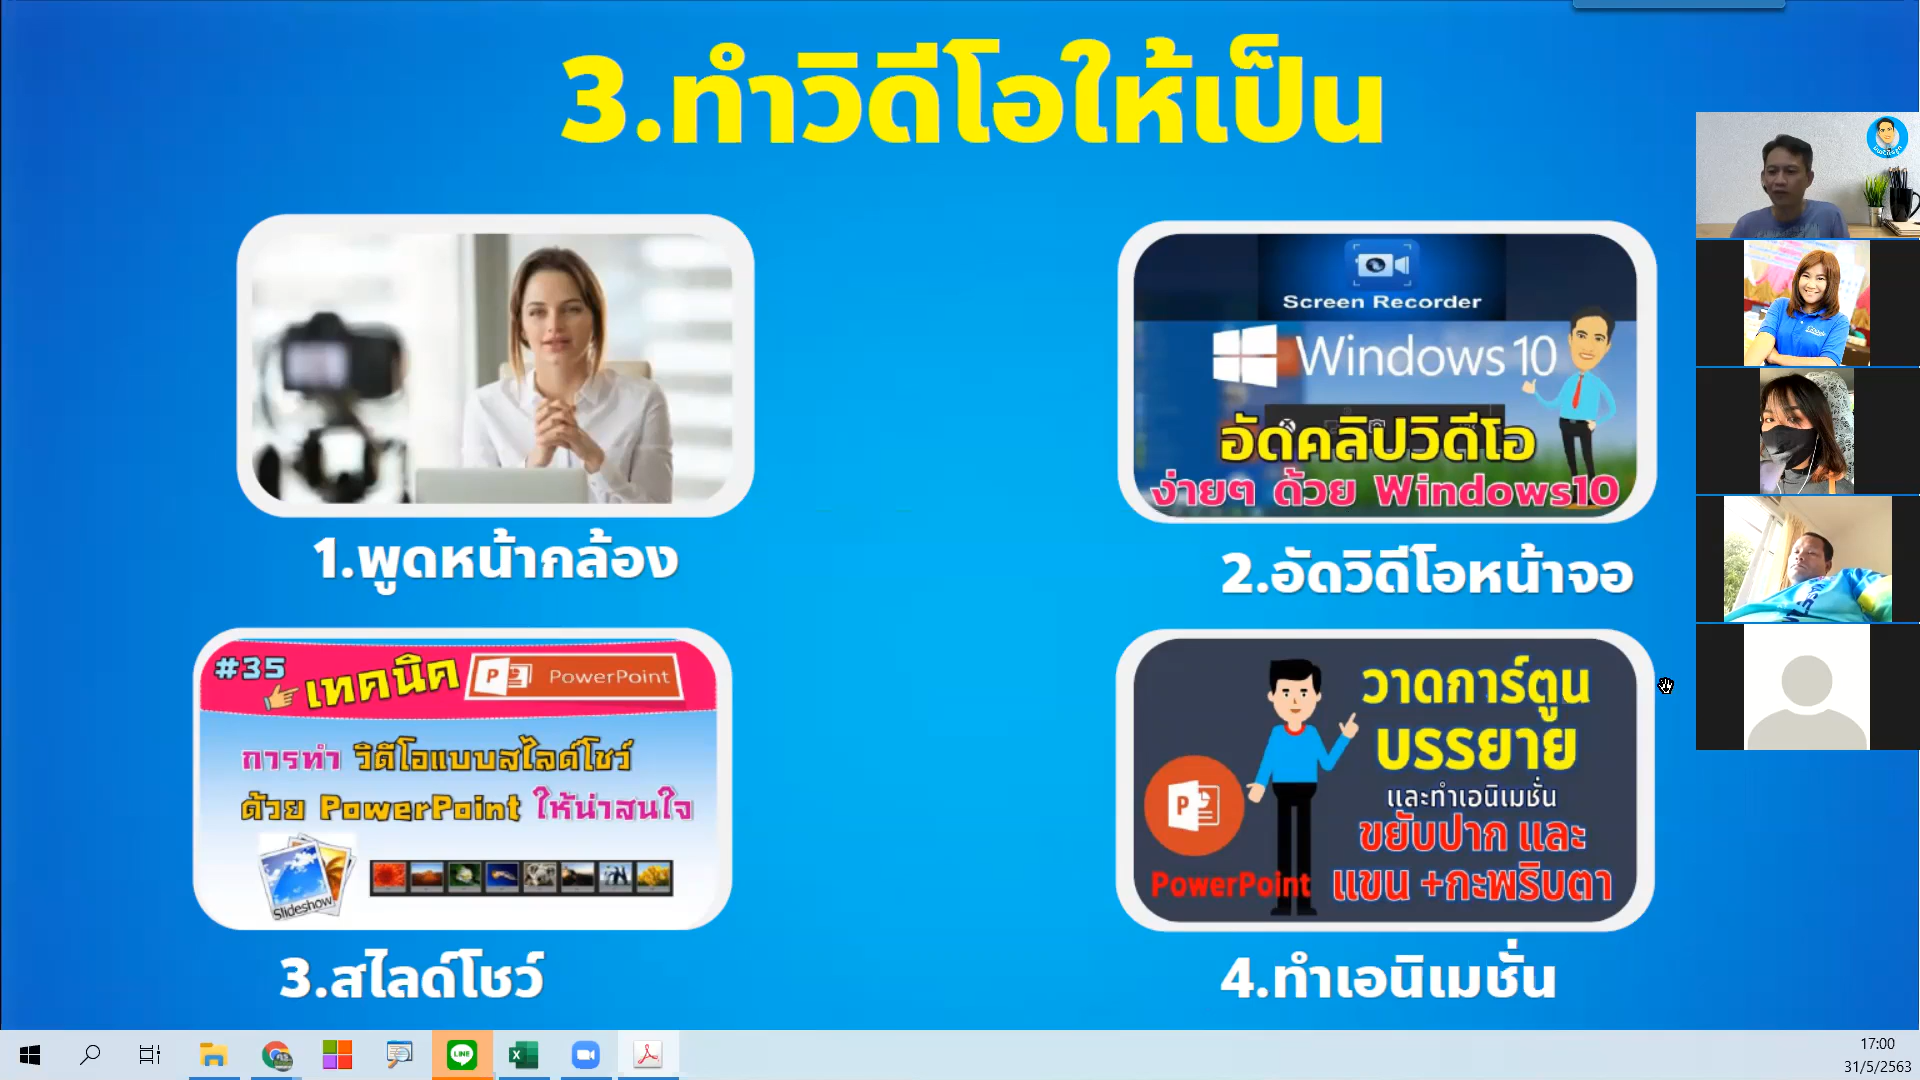 3.ทำวิดีโอให้เป็น
1.พูดหน้ากล้อง
Screen Recorder
Windows 10
อัดคลิปวิดีโอ
ง่ายๆ ด้วย Windows10
2.อัดวิดีโอหน้าจอ
#35
เทคนิค
PowerPoint
การทำ วิดีโอแบบสไลด์โชว์
ด้วย PowerPoint ให้น่าสนใจ
Slideshow
3.สไลด์โชว์
วาดการ์ตูน
บรรยาย
และทำเอนิเมชั่น
ขยับปาก และ
แขน +กะพริบตา
PowerPoint
4.ทำเอนิเมชั่น
LINE
17:00
31/5/2563